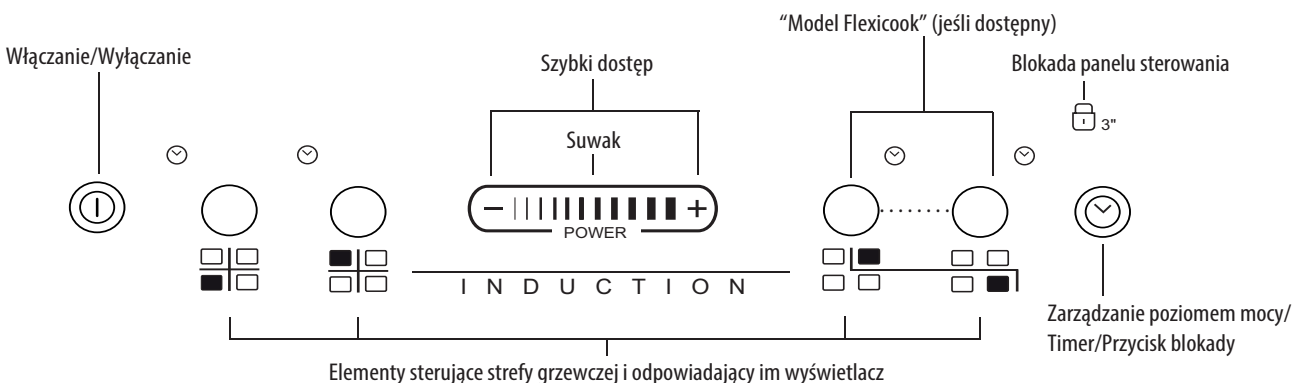 “Model Flexicook” (jeśli dostępny)
Włączanie/Wyłączanie
Szybki dostęp
Blokada panelu sterowania
3"
Suwak
– +
POWER
INDUCTION
Zarządzanie poziomem mocy/
Timer/Przycisk blokady
Elementy sterujące strefy grzewczej i odpowiadający im wyświetlacz